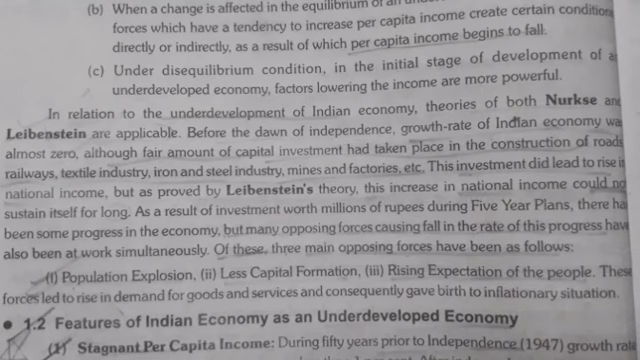 (b) When a change is affected in the equilibrium of an
forces which have a tendency to increase per capita income create certain conditions
directly or indirectly, as a result of which per capita income begins to fall.
(c) Under disequilibrium condition, in the initial stage of development of
underdeveloped economy, factors lowering the income are more powerful.
In relation to the underdevelopment of Indian economy, theories of both Nurkse and
Leibenstein are applicable. Before the dawn of independence, growth-rate of Indian economy wa
almost zero, although fair amount of capital investment had taken place in the construction of roads
railways, textile industry, iron and steel industry, mines and factories, etc. This investment did lead to rise i
national income, but as proved by Leibenstein's theory, this increase in national income could no
sustain itself for long. As a result of investment worth millions of rupees during Five Year Plans, there ha
been some progress in the economy, but many opposing forces causing fall in the rate of this progress have
also been at work simultaneously. Of these, three main opposing forces have been as follows:
(i) Population Explosion, (ii) Less Capital Formation, (iii) Rising Expectation of the people. These
forces led to rise in demand for goods and services and consequently gave birth to inflationary situation.
• 1.2 Features of Indian Economy as an Underdeveloped Economy
(1) Stagnant Per Capita Income: During fifty years prior to Independence (1947) growth rate